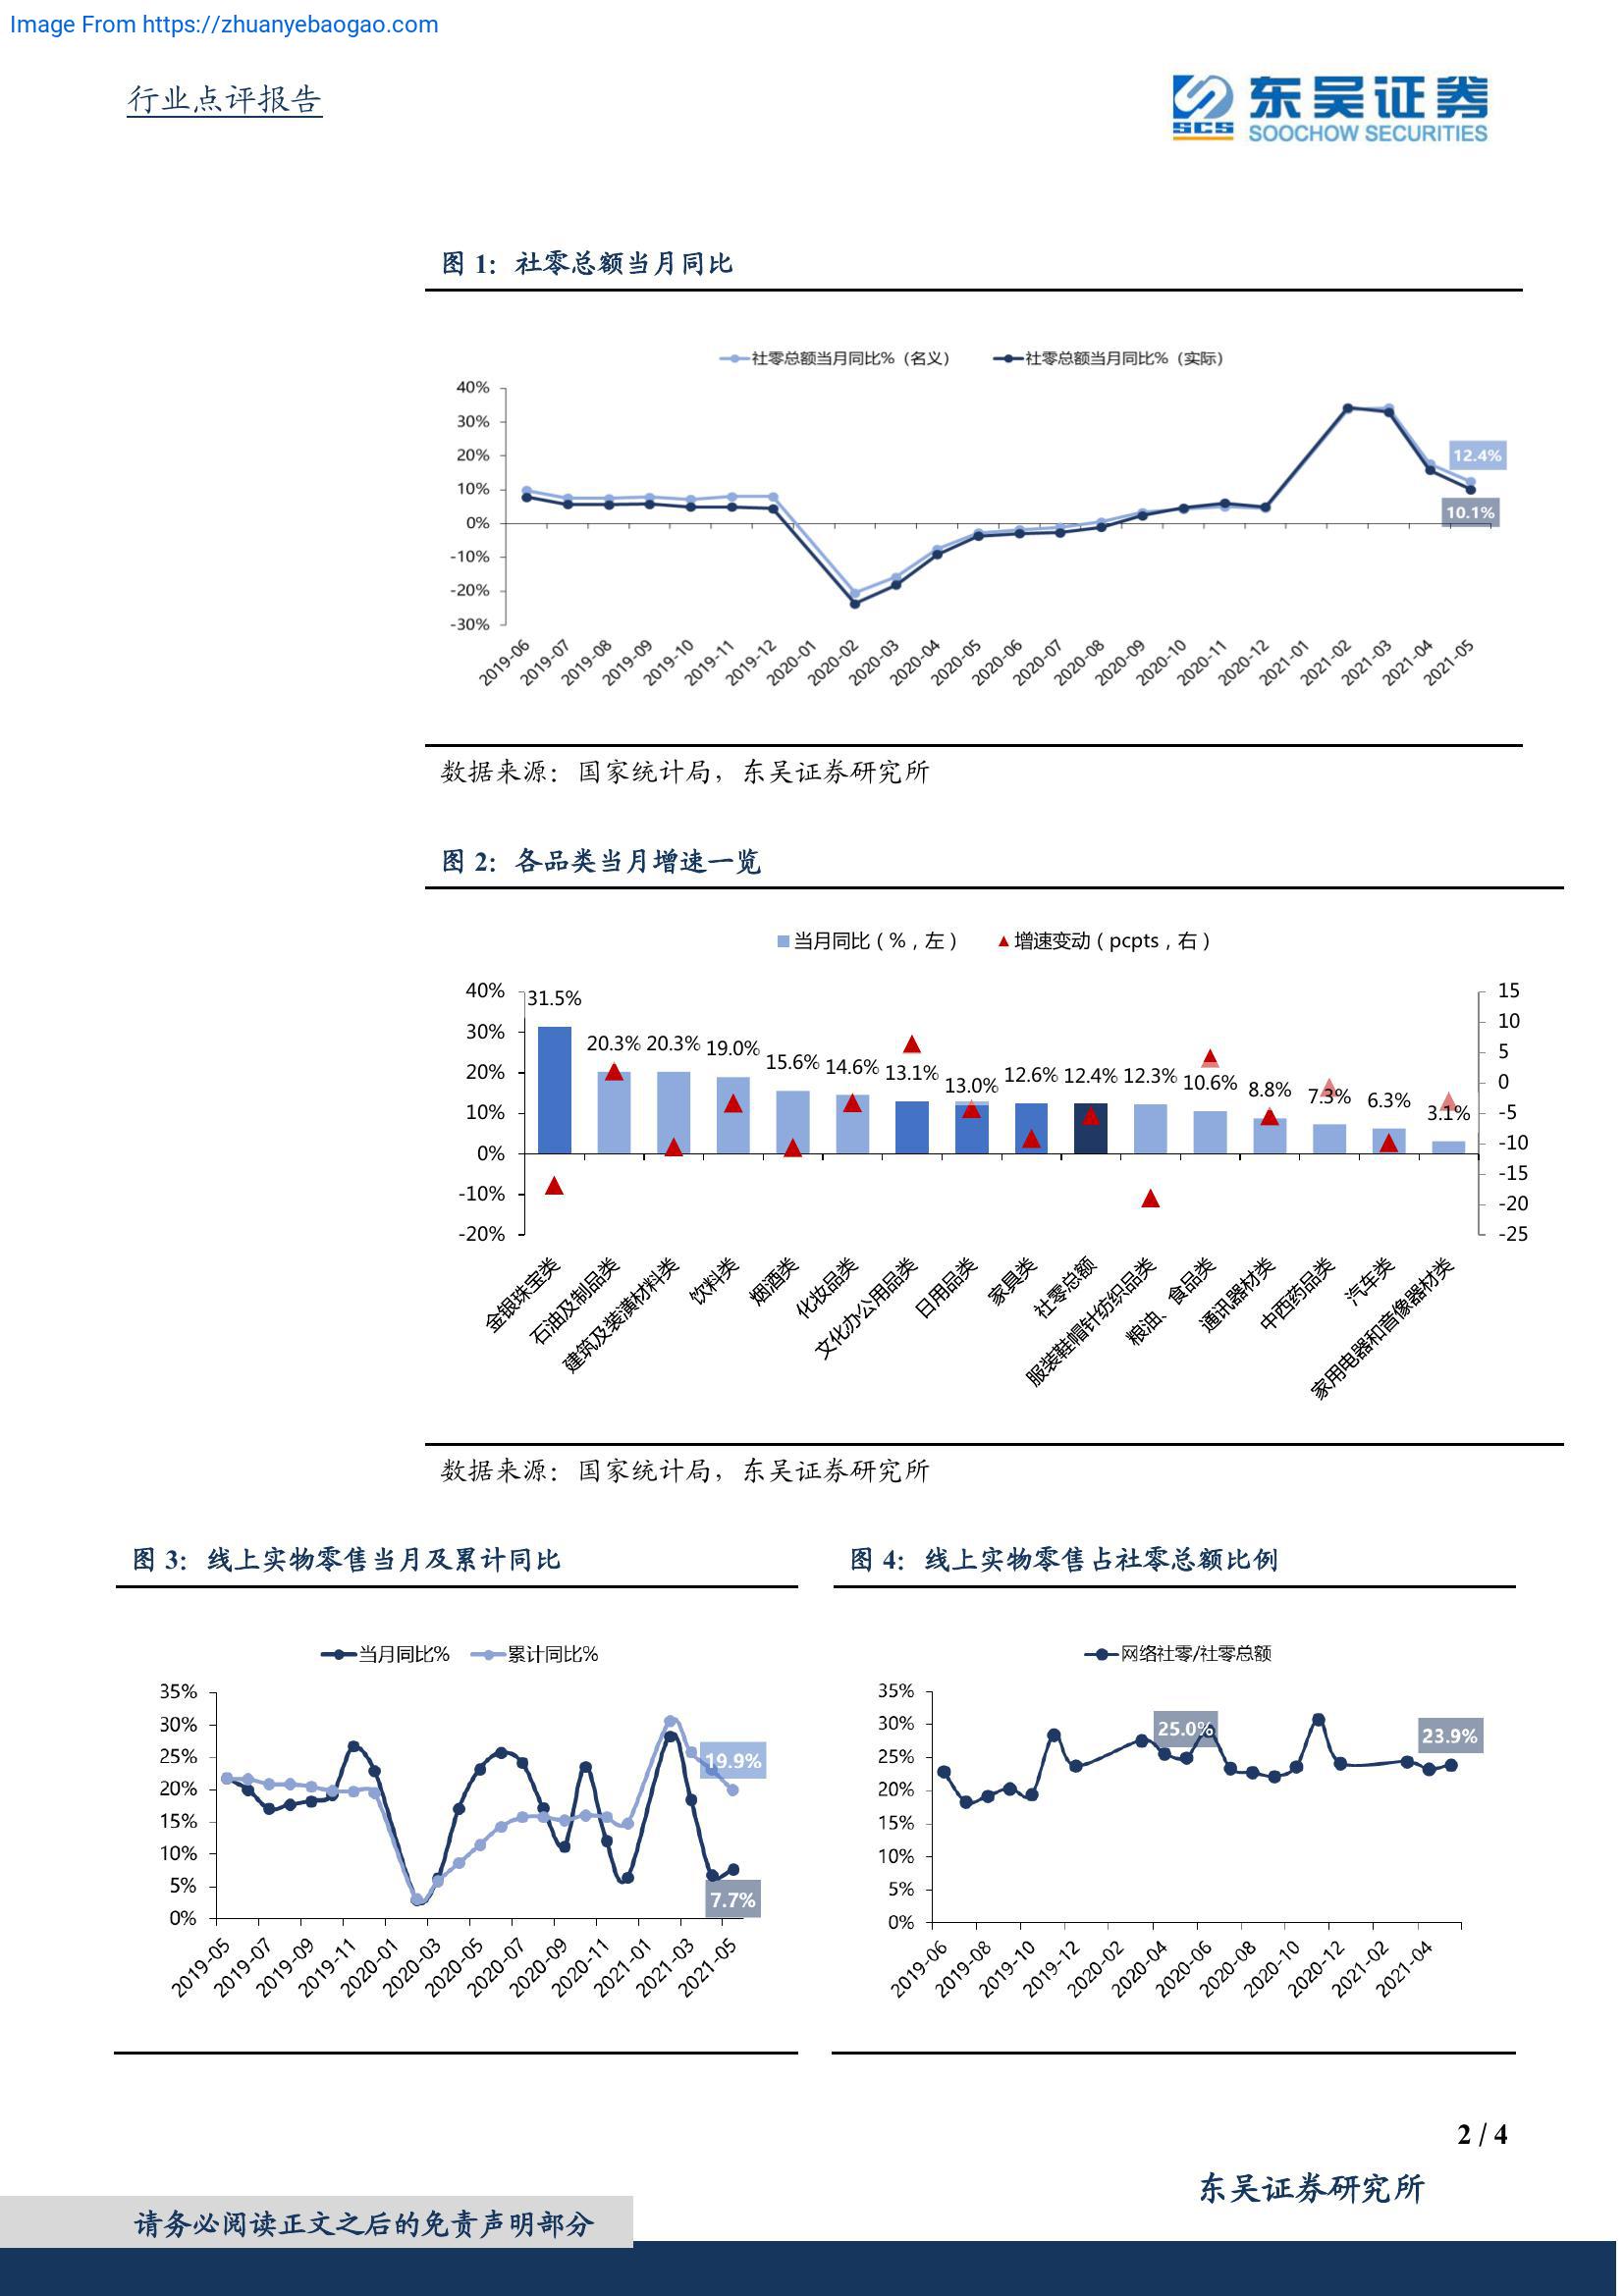 Image From https://zhuanyebaogao.com
行业点评报告
SCS
东吴证券
SOOCHOW SECURITIES
图 1：社零总额当月同比
社零总额当月同比%（名义） 社零总额当月同比%（实际）
40%
30%
20%
10%
0%
-10%
-20%
-30%
12.4%
10.1%
2019-06 2019-07 2019-08 2019-09 2019-10 2019-11 2019-12 2020-01 2020-02 2020-03 2020-04 2020-05 2020-06 2020-07 2020-08 2020-09 2020-10 2020-11 2020-12 2021-01 2021-02 2021-03 2021-04 2021-05
数据来源：国家统计局，东吴证券研究所
图 2：各品类当月增速一览
当月同比（%，左） 增速变动（pcpts，右）
40%
30%
20%
10%
0%
-10%
-20%
31.5% 20.3% 20.3% 19.0% 15.6% 14.6% 13.1% 13.0% 12.6% 12.4% 12.3% 10.6% 8.8% 7.3% 6.3% 3.1%
15
10
5
0
-5
-10
-15
-20
-25
金银珠宝类 石油及制品类 建筑及装潢材料类 饮料类 烟酒类 化妆品类 文化办公用品类 日用品类 家具类 社零总额 服装鞋帽针纺织品类 粮油、食品类 通讯器材类 中西药品类 汽车类 家用电器和音像器材类
数据来源：国家统计局，东吴证券研究所
图 3：线上实物零售当月及累计同比
当月同比% 累计同比%
35%
30%
25%
20%
15%
10%
5%
0%
19.9%
7.7%
2019-05 2019-07 2019-09 2019-11 2020-01 2020-03 2020-05 2020-07 2020-09 2020-11 2021-01 2021-03 2021-05
图 4：线上实物零售占社零总额比例
网络社零/社零总额
35%
30%
25%
20%
15%
10%
5%
0%
25.0%
23.9%
2019-06 2019-08 2019-10 2019-12 2020-02 2020-04 2020-06 2020-08 2020-10 2020-12 2021-02 2021-04
2 / 4
东吴证券研究所
请务必阅读正文之后的免责声明部分